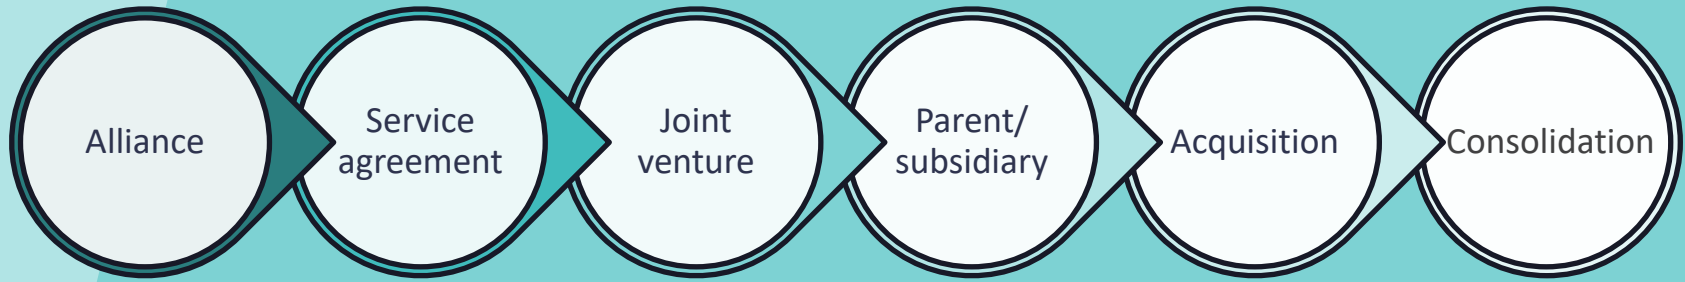 Alliance
Service
agreement
Joint
venture
Parent/
subsidiary
Acquisition
Consolidation